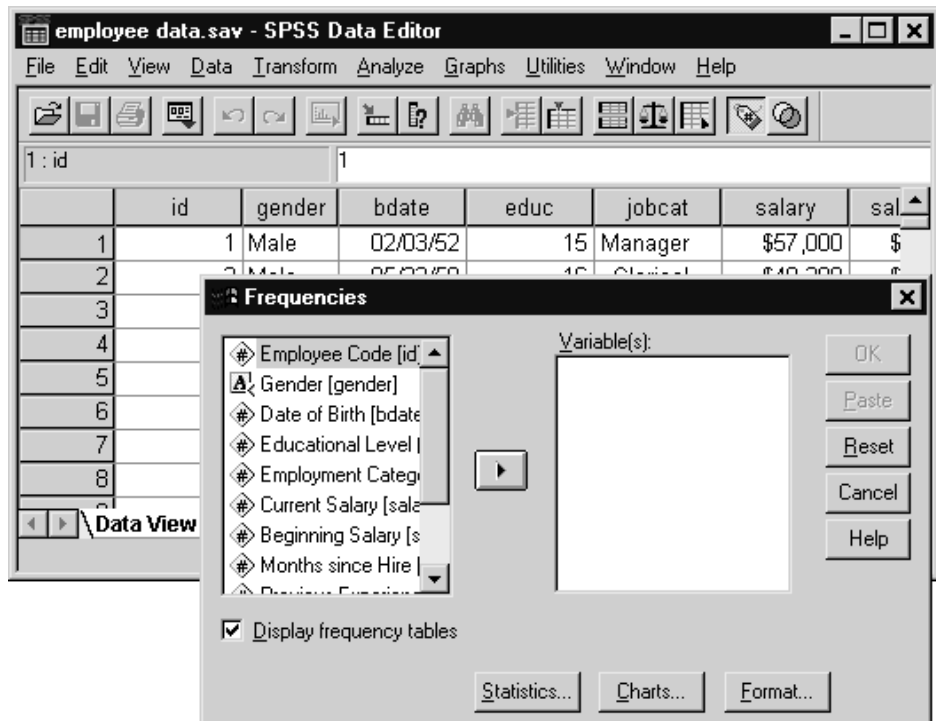 employee data.sav - SPSS Data Editor
File Edit View Data Transform Analyze Graphs Utilities Window Help
1 : id 1
id gender bdate educ jobcat salary sal
1 1 Male 02/03/52 15 Manager $57,000 $
2
3
4
5
6
7
8
Data View
Frequencies
Employee Code [id]
Gender [gender]
Date of Birth [bdate
Educational Level [
Employment Catego
Current Salary [sala
Beginning Salary [s
Months since Hire [
Variable(s):
OK
Paste
Reset
Cancel
Help
Display frequency tables
Statistics... Charts... Format...